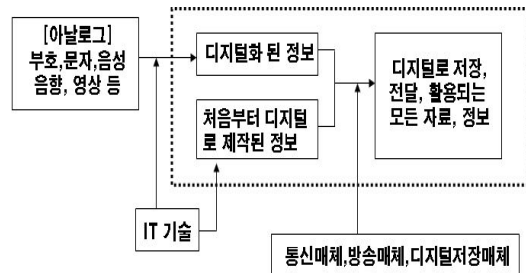 [아날로그]
부호,문자,음성
음향, 영상 등
디지털화 된 정보
처음부터 디지털
로 제작된 정보
디지털로 저장,
전달, 활용되는
모든 자료, 정보
IT 기술
통신매체,방송매체,디지털저장매체